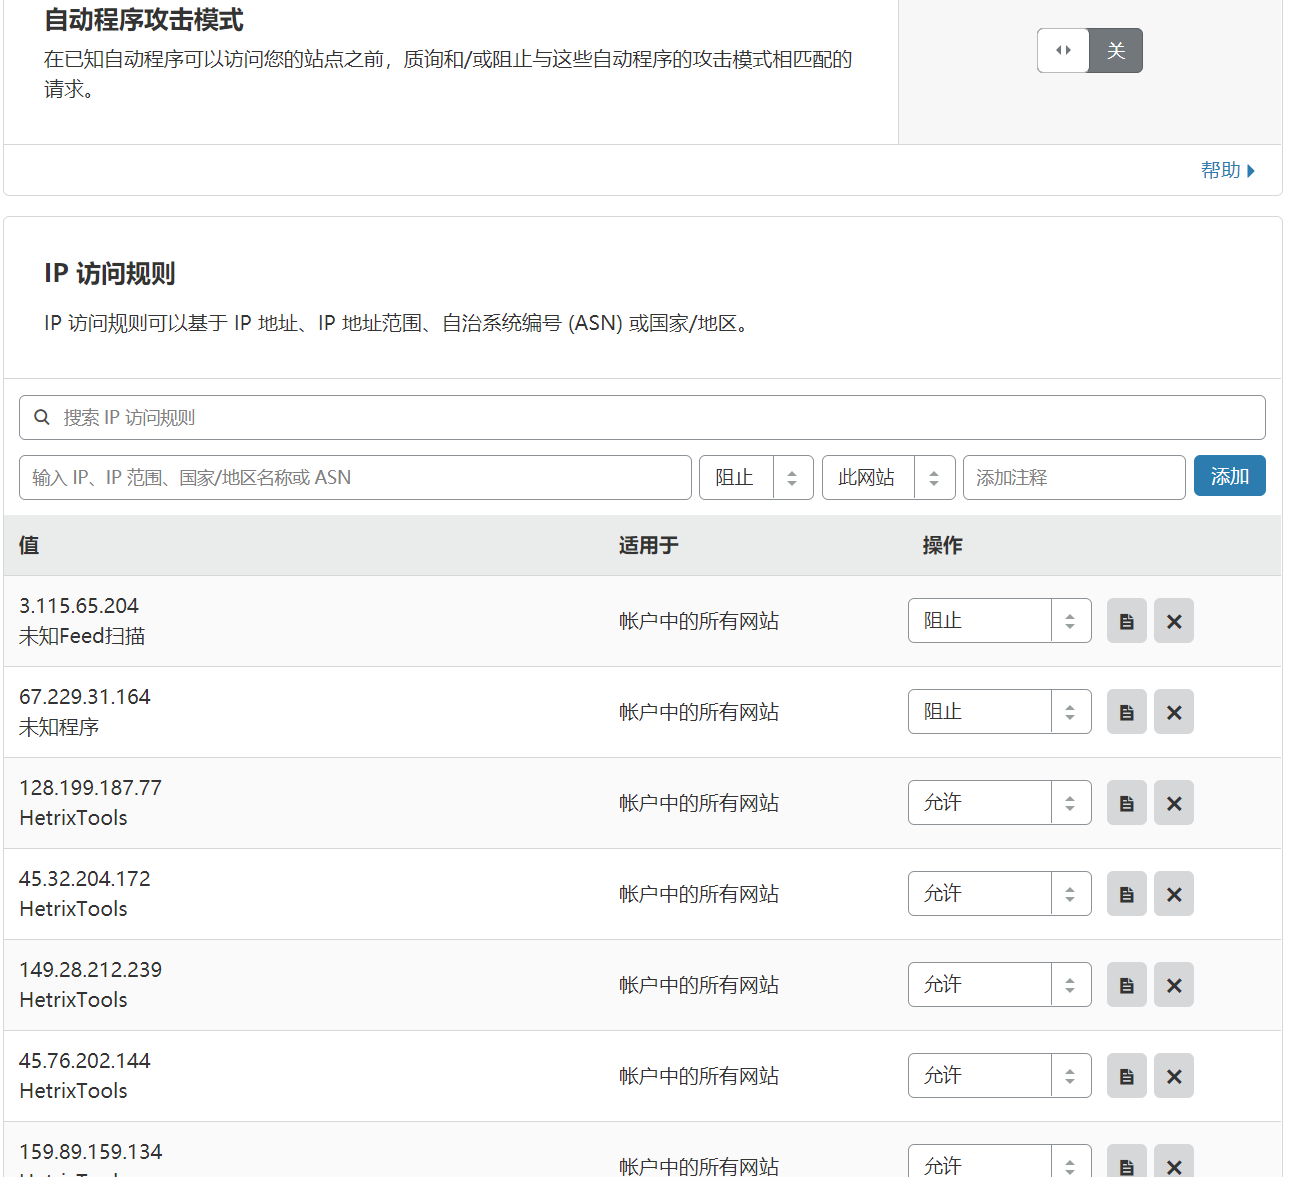 自动程序攻击模式
在已知自动程序可以访问您的站点之前，质询和/或阻止与这些自动程序的攻击模式相匹配的
请求。
关
帮助
IP 访问规则
IP 访问规则可以基于 IP 地址、IP 地址范围、自治系统编号 (ASN) 或国家/地区。
搜索 IP 访问规则
输入 IP、IP 范围、国家/地区名称或 ASN 阻止 此网站 添加注释 添加
值 适用于 操作
3.115.65.204
未知Feed扫描
帐户中的所有网站 阻止
67.229.31.164
未知程序
帐户中的所有网站 阻止
128.199.187.77
HetrixTools
帐户中的所有网站 允许
45.32.204.172
HetrixTools
帐户中的所有网站 允许
149.28.212.239
HetrixTools
帐户中的所有网站 允许
45.76.202.144
HetrixTools
帐户中的所有网站 允许
159.89.159.134
帐户中的所有网站 允许